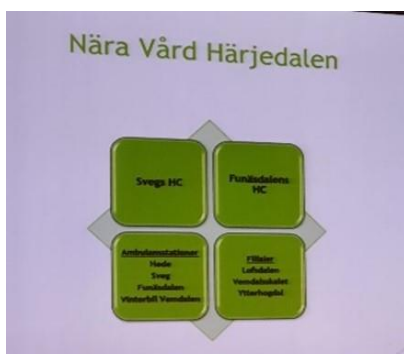 Nära Vård Härjedalen
Svegs HC
Funäsdalens
HC
Ambulansstationer
Hede
Sveg
Funäsdalen
Vinterbil Vemdalen
Filialer
Lofsdalen
Vemdalsskalet
Ytterhogdal